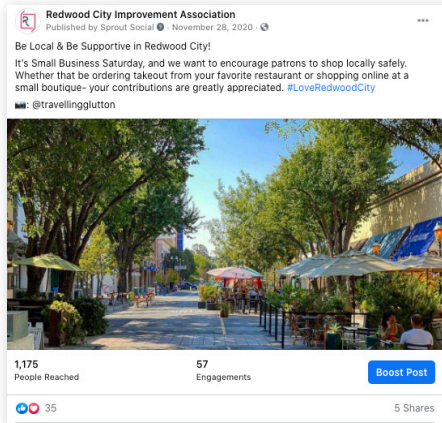 Redwood City Improvement Association
Published by Sprout Social · November 28, 2020 ·
Be Local & Be Supportive in Redwood City!
It's Small Business Saturday, and we want to encourage patrons to shop locally safely.
Whether that be ordering takeout from your favorite restaurant or shopping online at a
small boutique- your contributions are greatly appreciated. #LoveRedwoodCity
📷: @travellingglutton
1,175
People Reached
57
Engagements
Boost Post
35
5 Shares